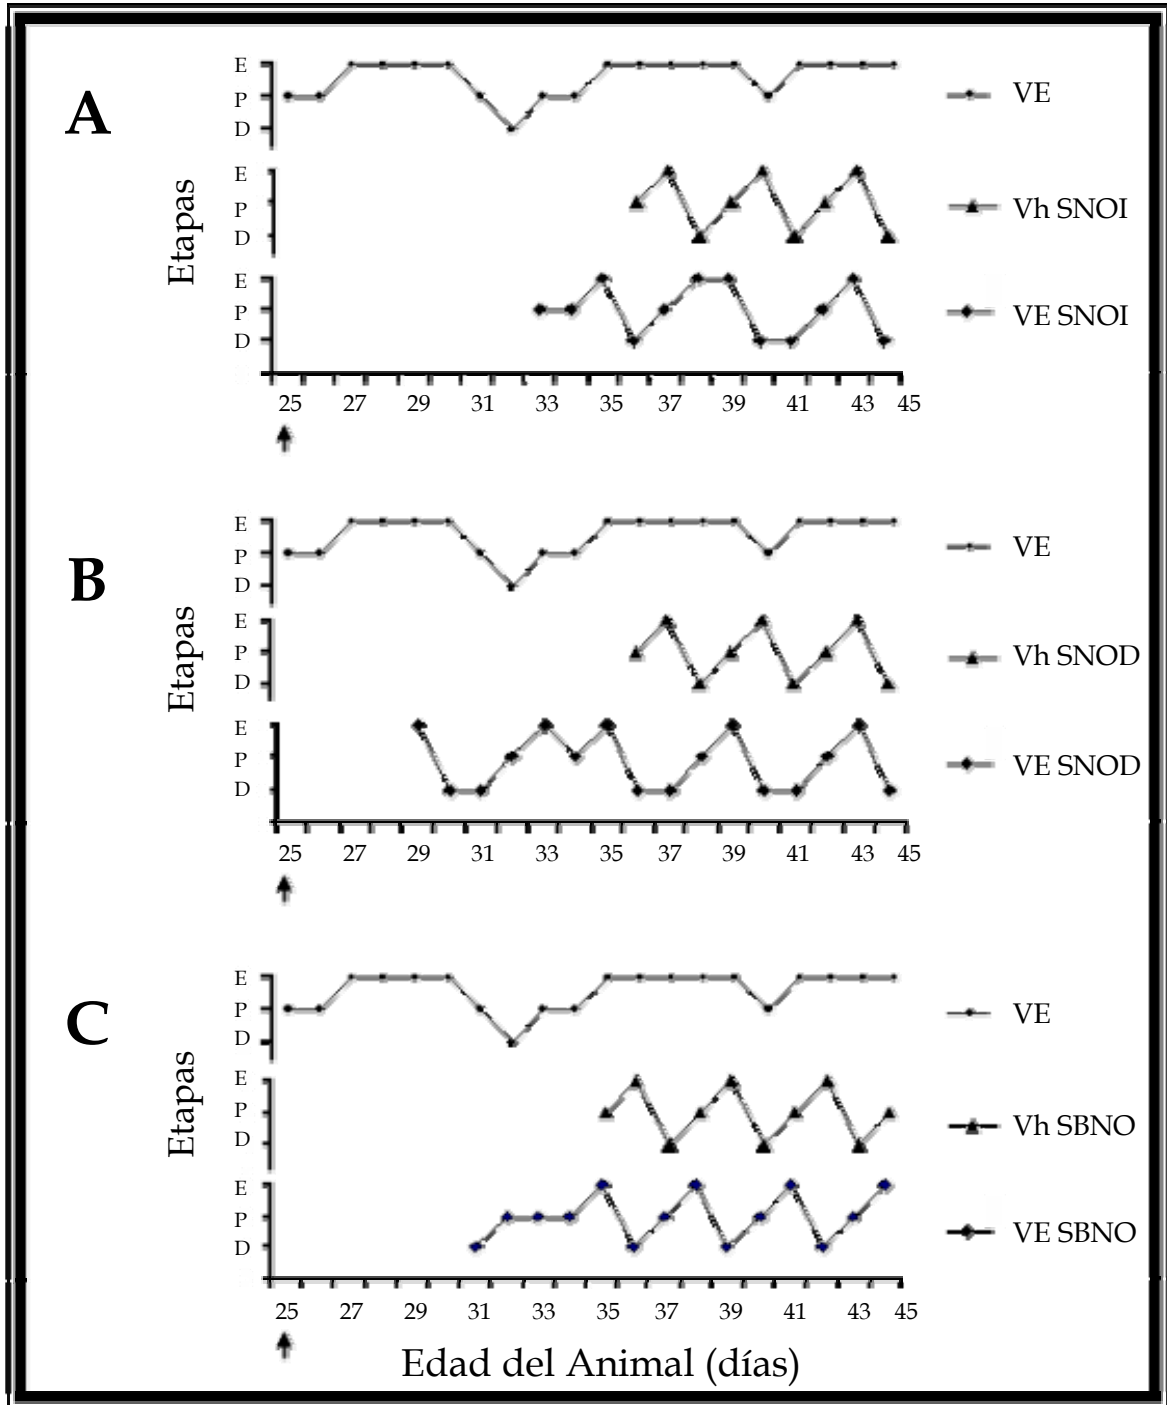 A
Etapas
E
P
D
VE
E
P
D
Vh SNOI
E
P
D
VE SNOI
25 27 29 31 33 35 37 39 41 43 45
B
Etapas
E
P
D
VE
E
P
D
Vh SNOD
E
P
D
VE SNOD
25 27 29 31 33 35 37 39 41 43 45
C
Etapas
E
P
D
VE
E
P
D
Vh SBNO
E
P
D
VE SBNO
25 27 29 31 33 35 37 39 41 43 45
Edad del Animal (días)